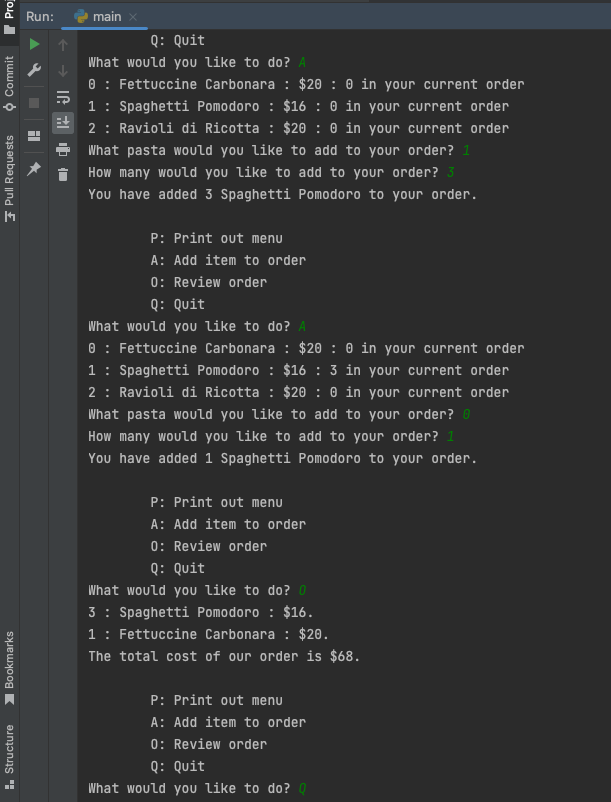 Run: main
Q: Quit
What would you like to do? A
0 : Fettuccine Carbonara : $20 : 0 in your current order
1 : Spaghetti Pomodoro : $16 : 0 in your current order
2 : Ravioli di Ricotta : $20 : 0 in your current order
What pasta would you like to add to your order? 1
How many would you like to add to your order? 3
You have added 3 Spaghetti Pomodoro to your order.
P: Print out menu
A: Add item to order
O: Review order
Q: Quit
What would you like to do? A
0 : Fettuccine Carbonara : $20 : 0 in your current order
1 : Spaghetti Pomodoro : $16 : 3 in your current order
2 : Ravioli di Ricotta : $20 : 0 in your current order
What pasta would you like to add to your order? 0
How many would you like to add to your order? 1
You have added 1 Spaghetti Pomodoro to your order.
P: Print out menu
A: Add item to order
O: Review order
Q: Quit
What would you like to do? O
3 : Spaghetti Pomodoro : $16.
1 : Fettuccine Carbonara : $20.
The total cost of our order is $68.
P: Print out menu
A: Add item to order
O: Review order
Q: Quit
What would you like to do? Q
Commit
Pull Requests
Bookmarks
Structure